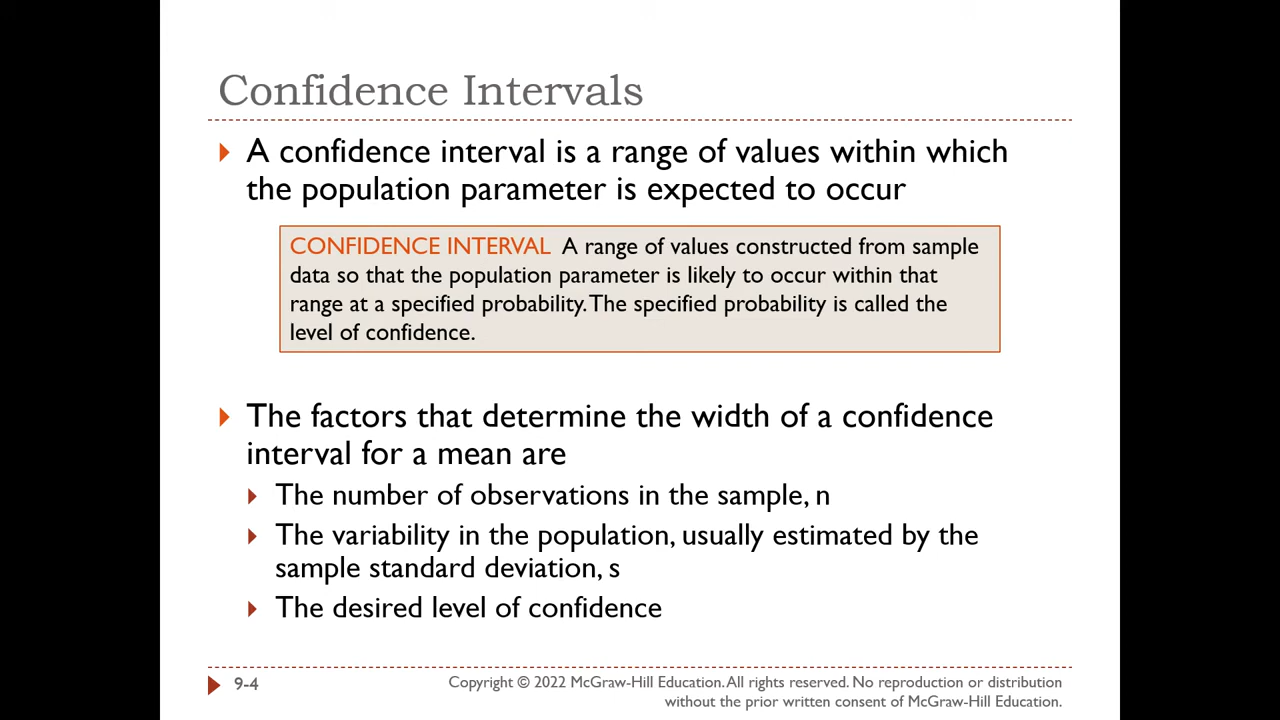 Confidence Intervals
A confidence interval is a range of values within which
the population parameter is expected to occur
CONFIDENCE INTERVAL A range of values constructed from sample
data so that the population parameter is likely to occur within that
range at a specified probability. The specified probability is called the
level of confidence.
The factors that determine the width of a confidence
interval for a mean are
The number of observations in the sample, n
The variability in the population, usually estimated by the
sample standard deviation, s
The desired level of confidence
9-4
Copyright © 2022 McGraw-Hill Education. All rights reserved. No reproduction or distribution
without the prior written consent of McGraw-Hill Education.